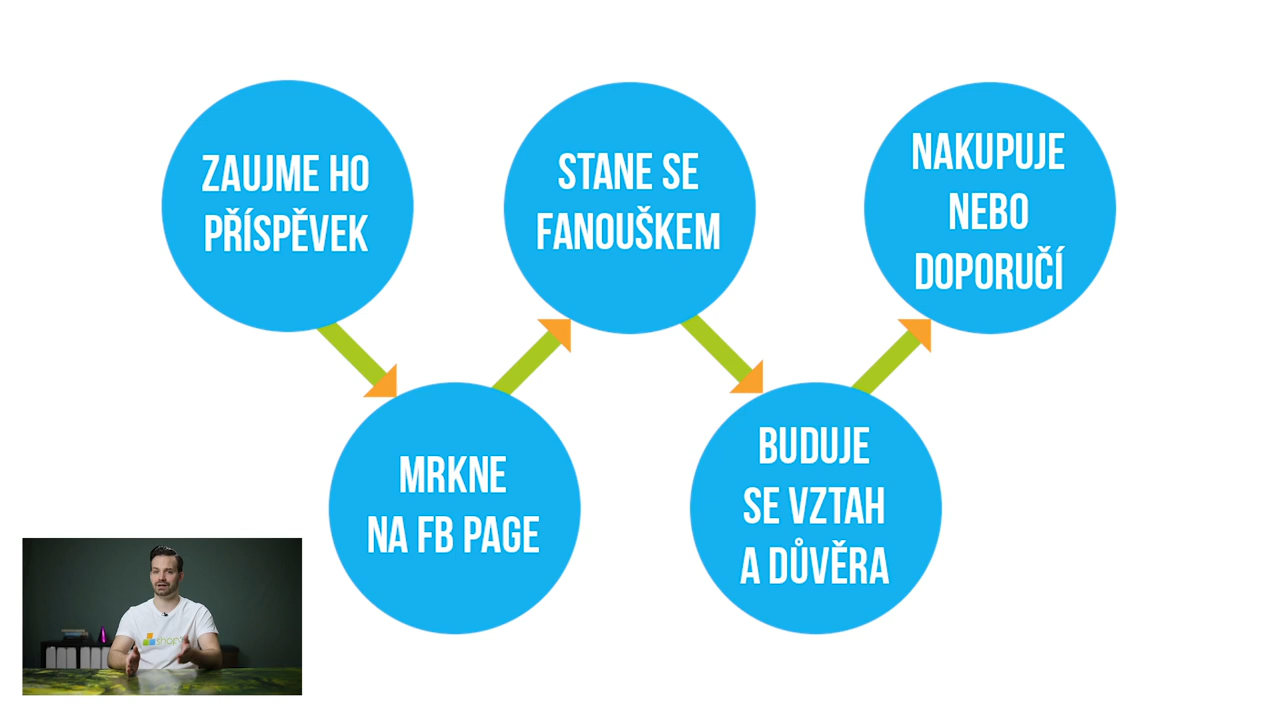 ZAUJME HO
PŘÍSPĚVEK
MRKNE
NA FB PAGE
STANE SE
FANOUŠKEM
BUDUJE
SE VZTAH
A DŮVĚRA
NAKUPUJE
NEBO
DOPORUČÍ